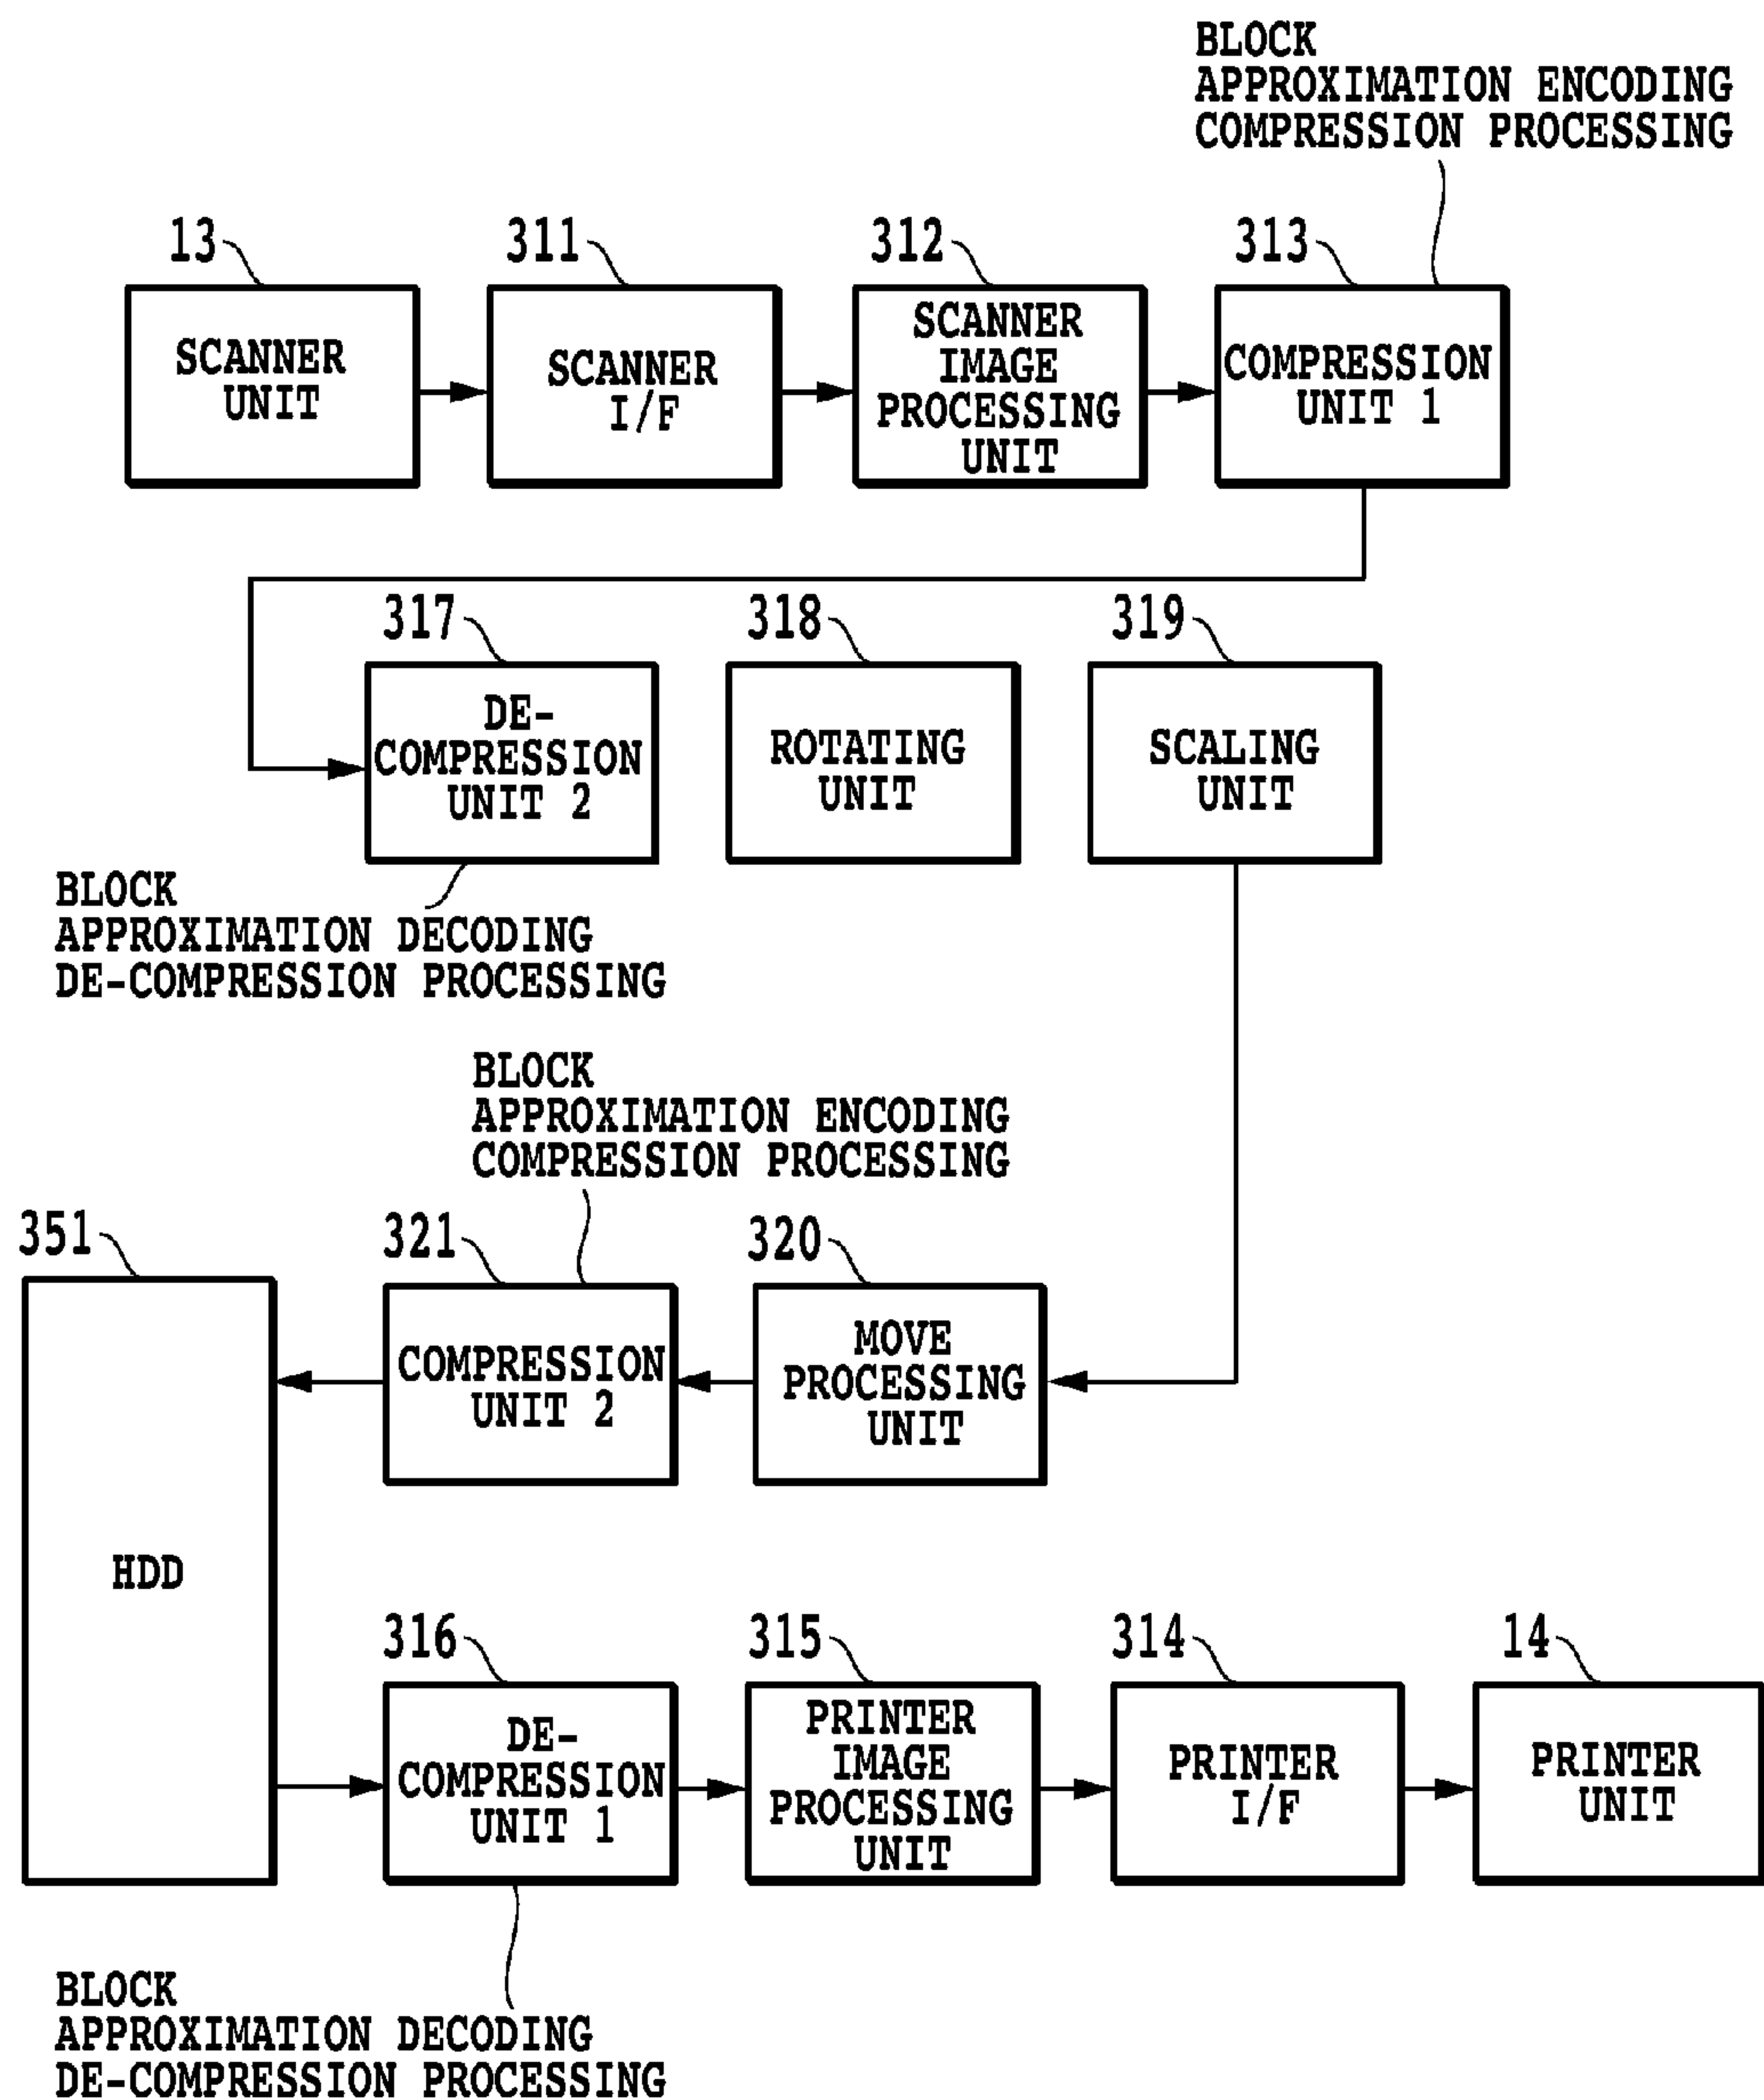 BLOCK
APPROXIMATION ENCODING
COMPRESSION PROCESSING
13
311
312
313
SCANNER
UNIT
SCANNER
I/F
SCANNER
IMAGE
PROCESSING
UNIT
COMPRESSION
UNIT 1
317
318
319
DE-
COMPRESSION
UNIT 2
ROTATING
UNIT
SCALING
UNIT
BLOCK
APPROXIMATION DECODING
DE-COMPRESSION PROCESSING
BLOCK
APPROXIMATION ENCODING
COMPRESSION PROCESSING
351
321
320
HDD
COMPRESSION
UNIT 2
MOVE
PROCESSING
UNIT
316
315
314
14
DE-
COMPRESSION
UNIT 1
PRINTER
IMAGE
PROCESSING
UNIT
PRINTER
I/F
PRINTER
UNIT
BLOCK
APPROXIMATION DECODING
DE-COMPRESSION PROCESSING